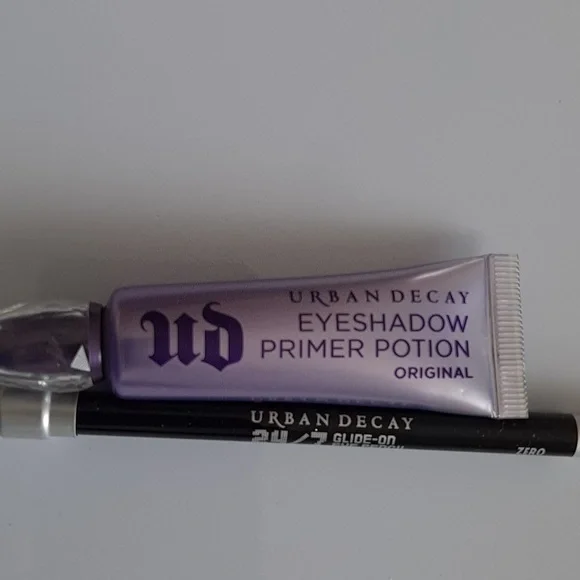 ud
URBAN DECAY
EYESHADOW
PRIMER POTION
ORIGINAL
URBAN DECAY
24/7 GLIDE-ON
ZERO